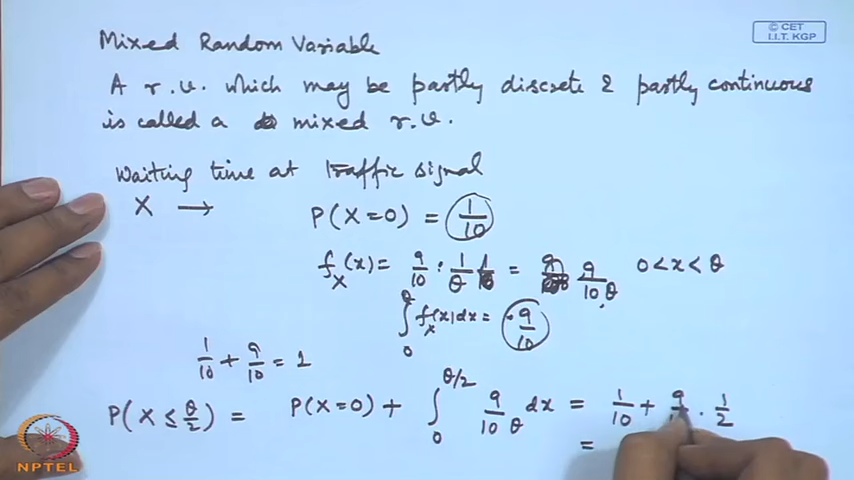 © CET
I.I.T. KGP
Mixed Random Variable
A r.v. which may be partly discrete & partly continuous
is called a mixed r.v.
Waiting time at traffic signal
X → P(X=0) = 1/10
f_X(x) = 9/10 · 1/θ = 9/10θ 0<x<θ
∫_0^θ f_X(x)dx = 9/10
1/10 + 9/10 = 1
P(X ≤ θ/2) = P(X=0) + ∫_0^{θ/2} 9/10θ dx = 1/10 + 9/ · 1/2
=
NPTEL